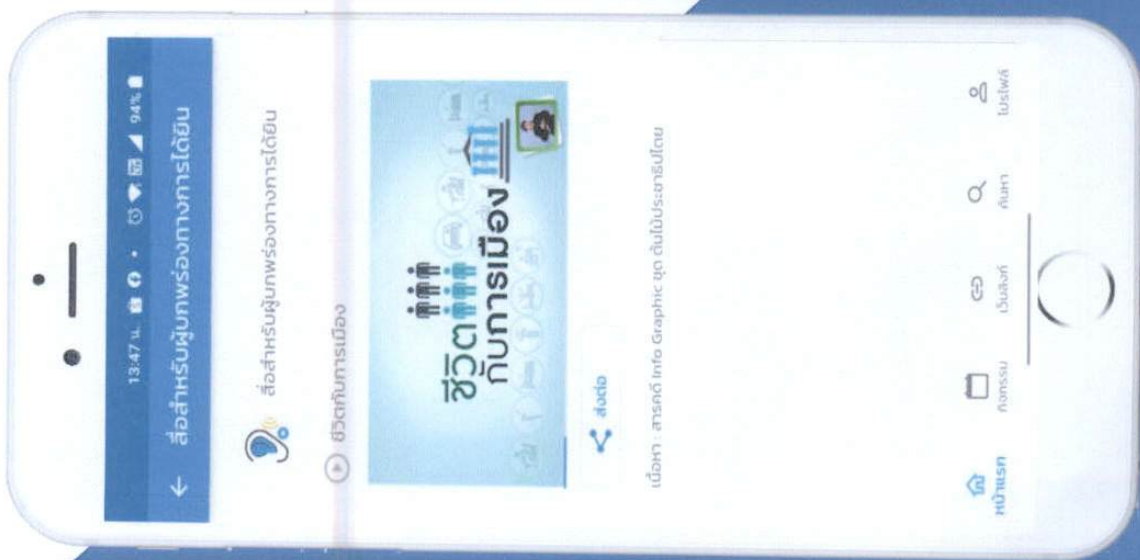 13:47 น.
94%
← สื่อสำหรับผู้บกพร่องทางการได้ยิน
สื่อสำหรับผู้บกพร่องทางการได้ยิน
ชีวิตกับการเมือง
ชีวิต
กับการเมือง
ส่งต่อ
เนื้อหา : สารคดี Info Graphic ชุด ต้นไม้ประชาธิปไตย
หน้าแรก
กิจกรรม
เว็บลิงก์
ค้นหา
โปรไฟล์